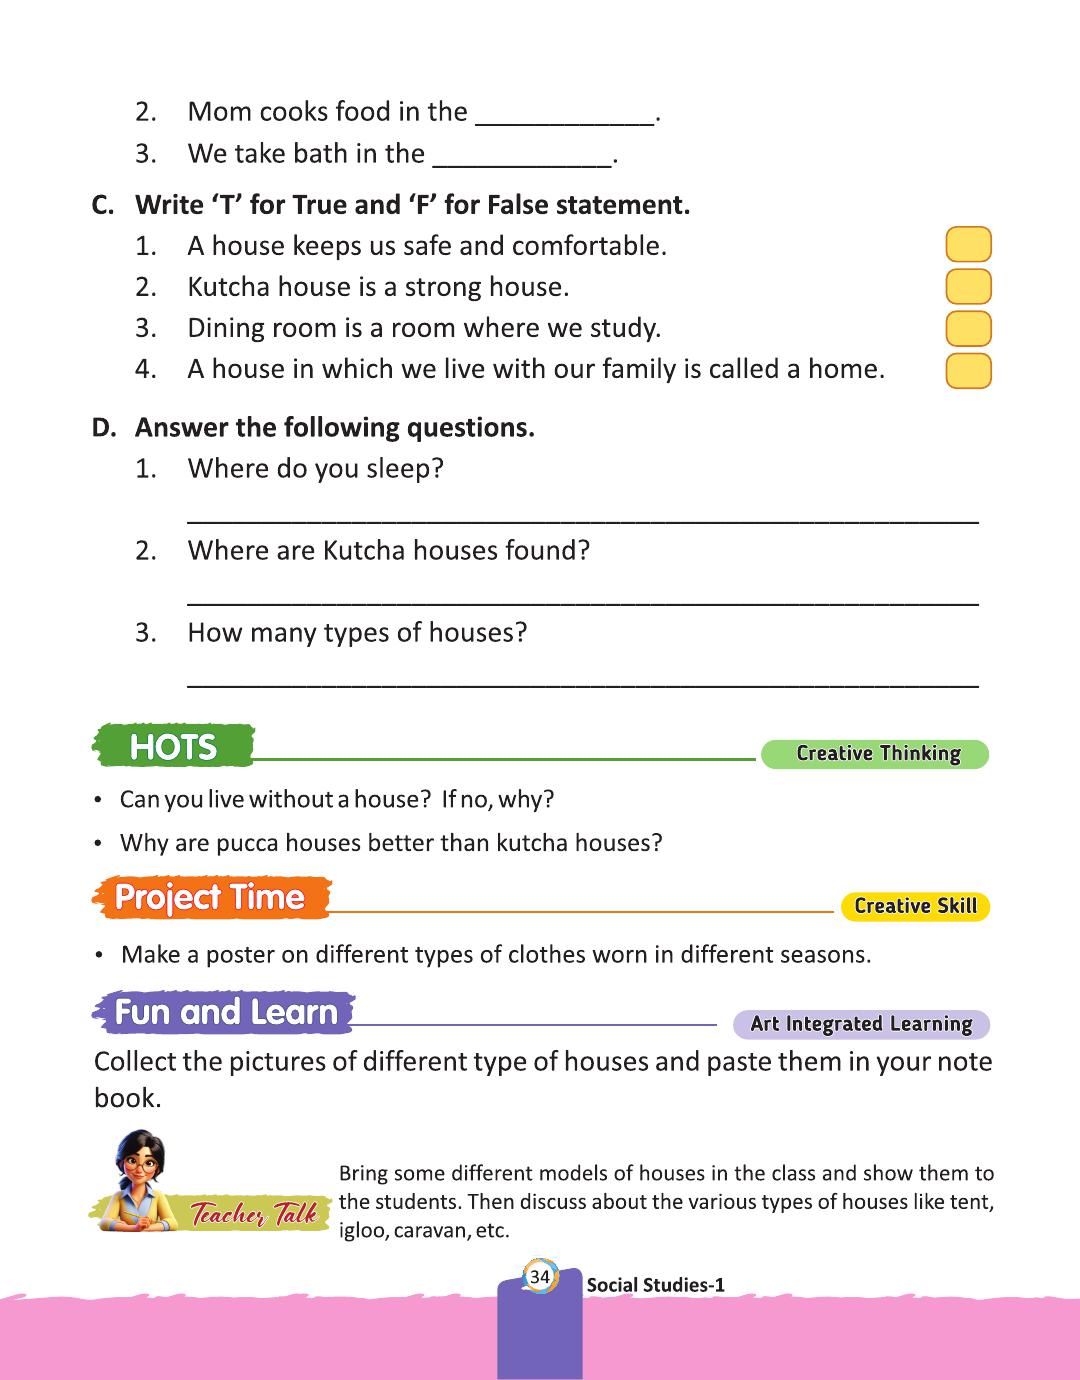 2. Mom cooks food in the ____________.
3. We take bath in the ____________.
C. Write ‘T’ for True and ‘F’ for False statement.
1. A house keeps us safe and comfortable.
2. Kutcha house is a strong house.
3. Dining room is a room where we study.
4. A house in which we live with our family is called a home.
D. Answer the following questions.
1. Where do you sleep?
2. Where are Kutcha houses found?
3. How many types of houses?
HOTS
Creative Thinking
• Can you live without a house? If no, why?
• Why are pucca houses better than kutcha houses?
Project Time
Creative Skill
• Make a poster on different types of clothes worn in different seasons.
Fun and Learn
Art Integrated Learning
Collect the pictures of different type of houses and paste them in your note
book.
Teacher Talk
Bring some different models of houses in the class and show them to
the students. Then discuss about the various types of houses like tent,
igloo, caravan, etc.
34
Social Studies-1